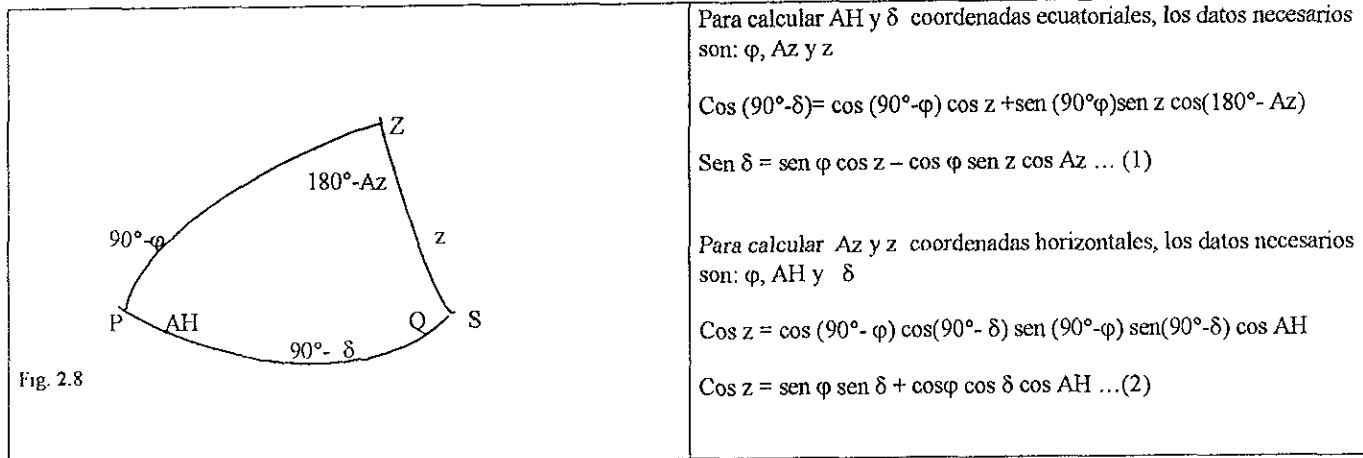 Z
180°-Az
90°-φ
z
P
AH
Q
S
90°- δ
Fig. 2.8
Para calcular AH y δ coordenadas ecuatoriales, los datos necesarios
son: φ, Az y z
Cos (90°-δ)= cos (90°-φ) cos z +sen (90°φ)sen z cos(180°- Az)
Sen δ = sen φ cos z – cos φ sen z cos Az ... (1)
Para calcular Az y z coordenadas horizontales, los datos necesarios
son: φ, AH y δ
Cos z = cos (90°- φ) cos(90°- δ) sen (90°-φ) sen(90°-δ) cos AH
Cos z = sen φ sen δ + cosφ cos δ cos AH ...(2)